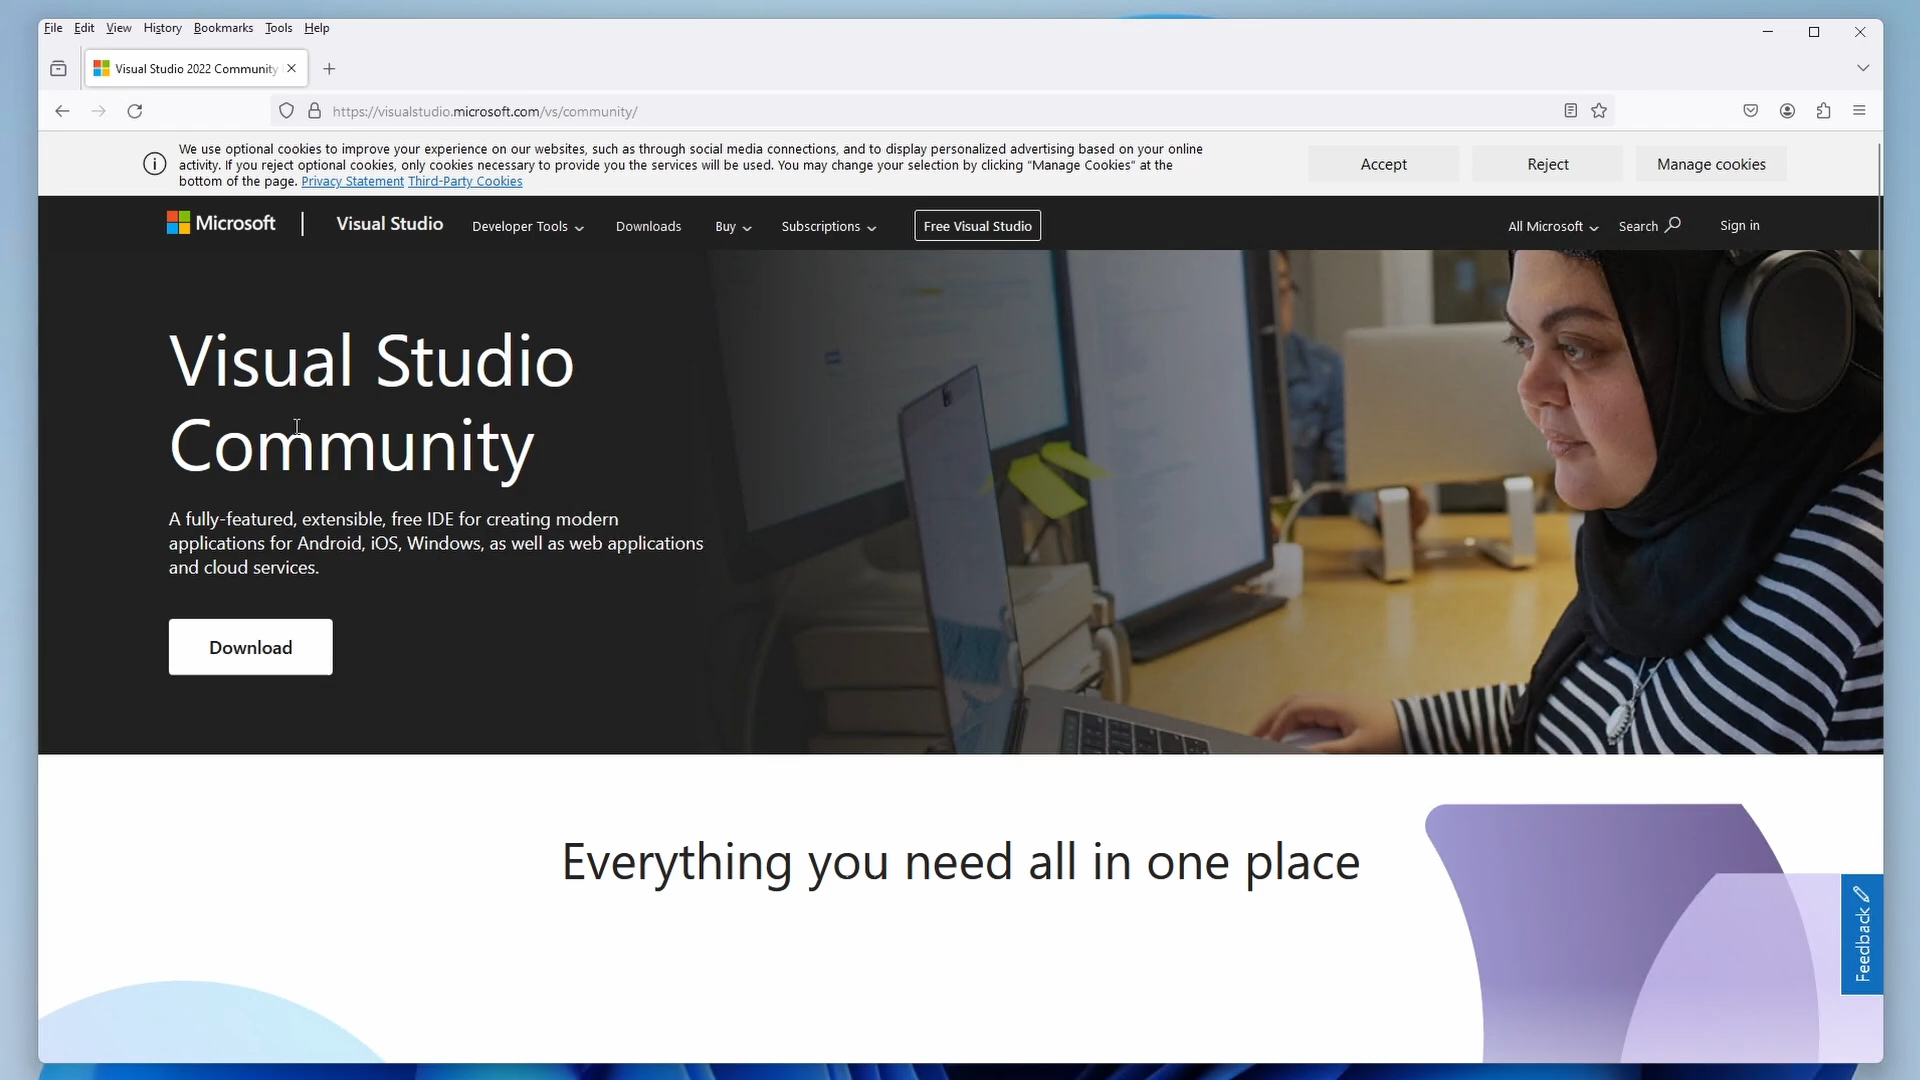 File Edit View History Bookmarks Tools Help
Visual Studio 2022 Community
https://visualstudio.microsoft.com/vs/community/
We use optional cookies to improve your experience on our websites, such as through social media connections, and to display personalized advertising based on your online
activity. If you reject optional cookies, only cookies necessary to provide you the services will be used. You may change your selection by clicking "Manage Cookies" at the
bottom of the page. Privacy Statement Third-Party Cookies
Accept Reject Manage cookies
Microsoft Visual Studio Developer Tools Downloads Buy Subscriptions Free Visual Studio All Microsoft Search Sign in
Visual Studio
Community
A fully-featured, extensible, free IDE for creating modern
applications for Android, iOS, Windows, as well as web applications
and cloud services.
Download
Everything you need all in one place
Feedback